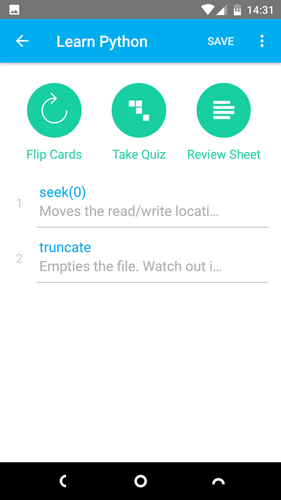 14:31
Learn Python
SAVE
Flip Cards
Take Quiz
Review Sheet
1
seek(0)
Moves the read/write locati...
2
truncate
Empties the file. Watch out i...